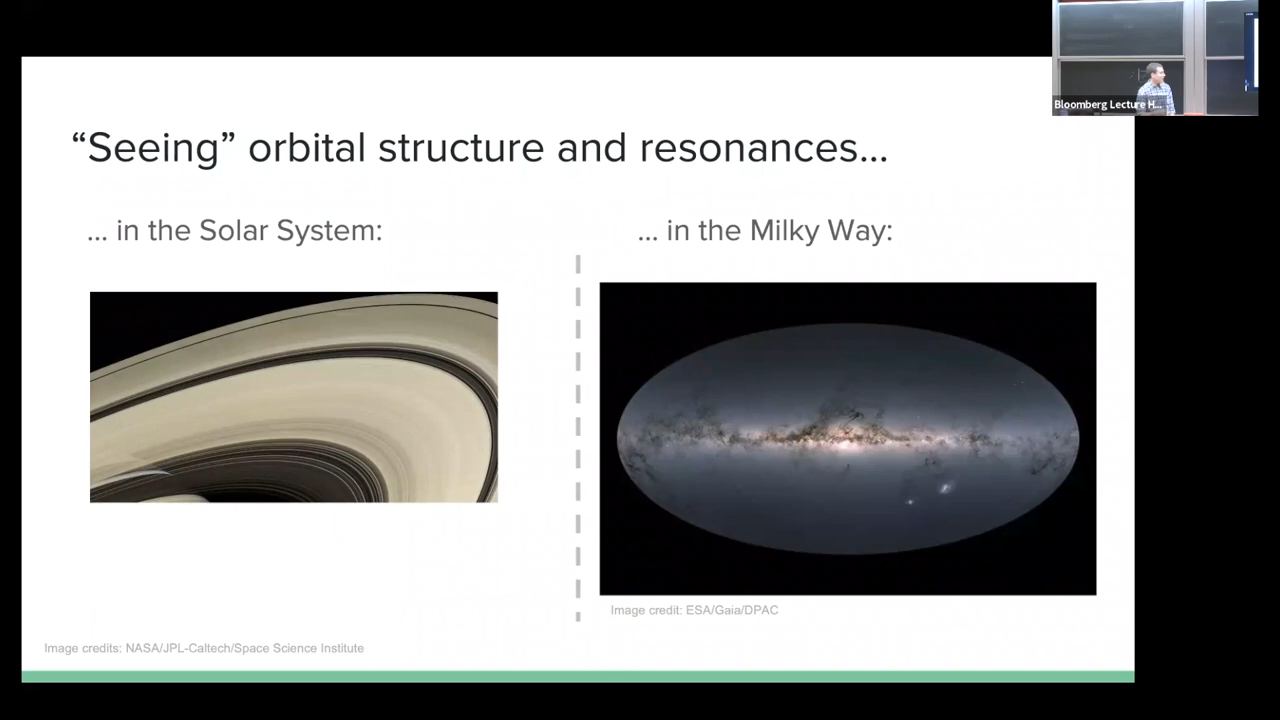 Bloomberg Lecture H...
“Seeing” orbital structure and resonances...
... in the Solar System:
... in the Milky Way:
Image credit: ESA/Gaia/DPAC
Image credits: NASA/JPL-Caltech/Space Science Institute